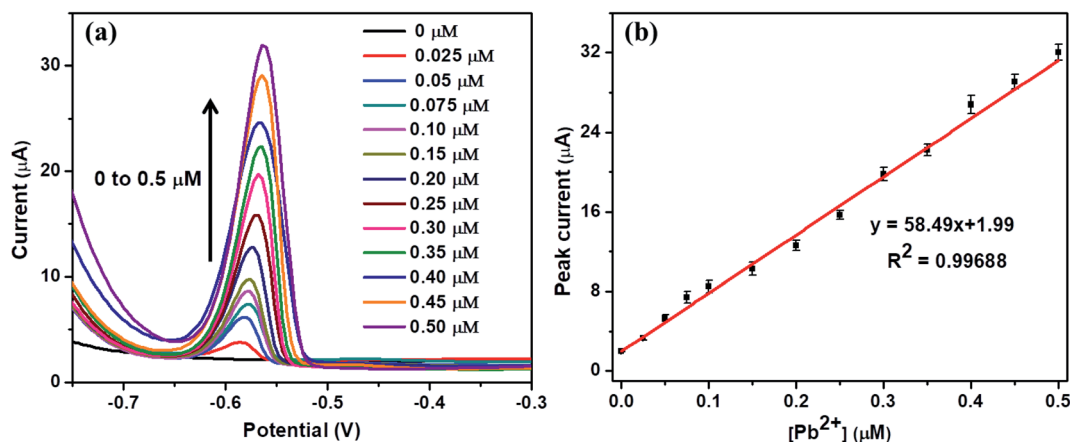 (a)
Current (μA)
30
20
10
0
-0.7
-0.6
-0.5
-0.4
-0.3
Potential (V)
0 to 0.5 μM
0 μM
0.025 μM
0.05 μM
0.075 μM
0.10 μM
0.15 μM
0.20 μM
0.25 μM
0.30 μM
0.35 μM
0.40 μM
0.45 μM
0.50 μM
(b)
Peak current (μA)
32
24
16
8
0
0.0
0.1
0.2
0.3
0.4
0.5
[Pb²⁺] (μM)
y = 58.49x+1.99
R² = 0.99688